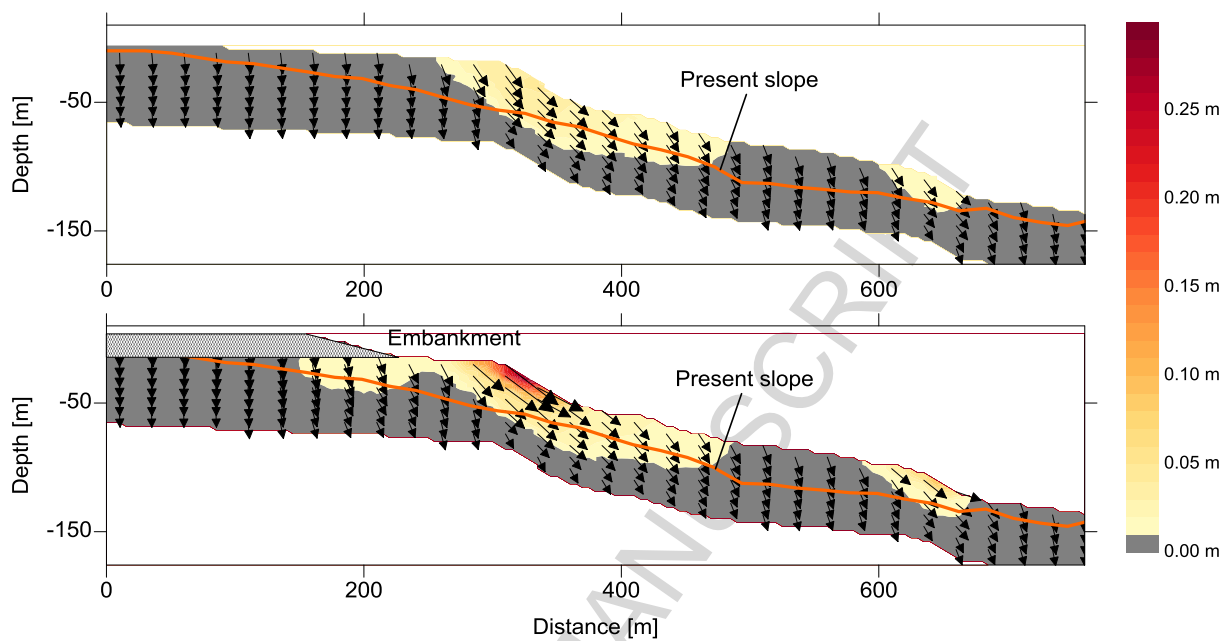 Present slope
Depth [m]
-50
-150
0
200
400
600
Embankment
Present slope
Depth [m]
-50
-150
0
200
400
600
Distance [m]
0.25 m
0.20 m
0.15 m
0.10 m
0.05 m
0.00 m
ANUSCRIPT